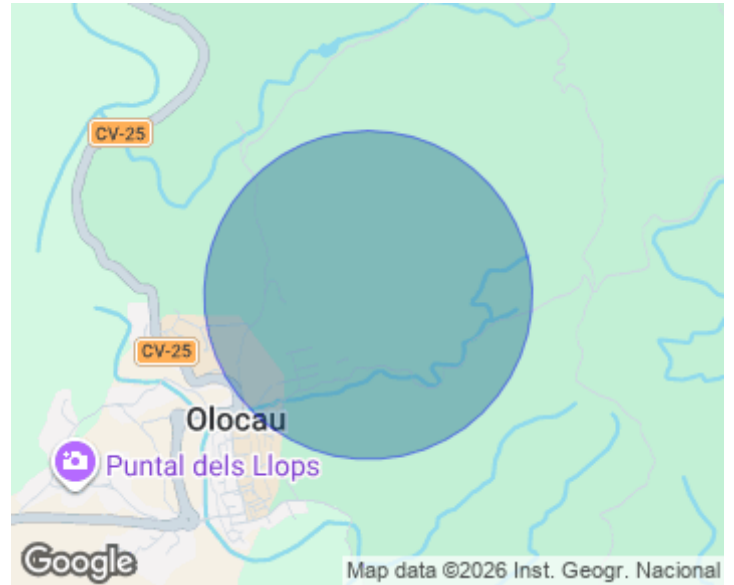 CV-25
CV-25
Olocau
Puntal dels Llops
Google
Map data ©2026 Inst. Geogr. Nacional